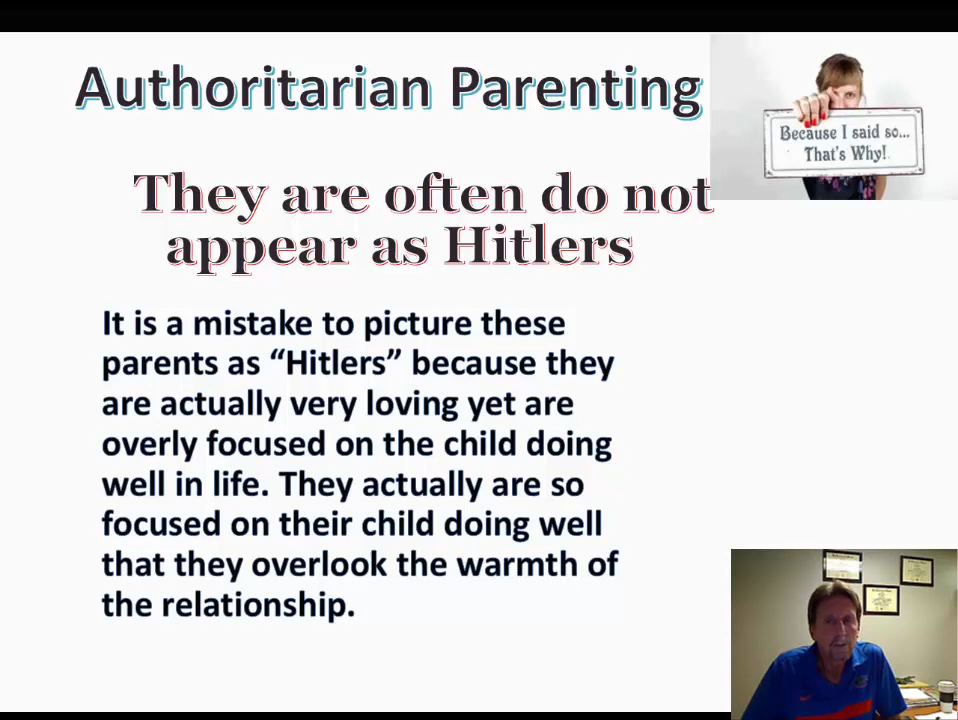 Authoritarian Parenting
Because I said so...
That's Why!
They are often do not
appear as Hitlers
It is a mistake to picture these
parents as “Hitlers” because they
are actually very loving yet are
overly focused on the child doing
well in life. They actually are so
focused on their child doing well
that they overlook the warmth of
the relationship.